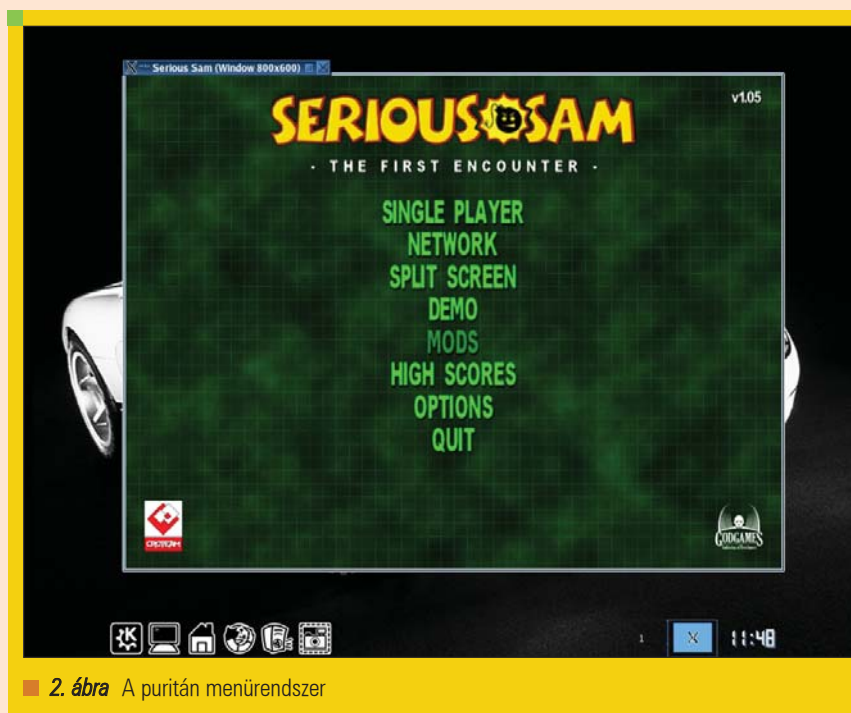 Serious Sam (Window 800x600)
SERIOUS SAM
v1.05
- THE FIRST ENCOUNTER -
SINGLE PLAYER
NETWORK
SPLIT SCREEN
DEMO
MODS
HIGH SCORES
OPTIONS
QUIT
CROTEAM
GODGAMES
K
1
X
11:48
2. ábra A puritán menürendszer